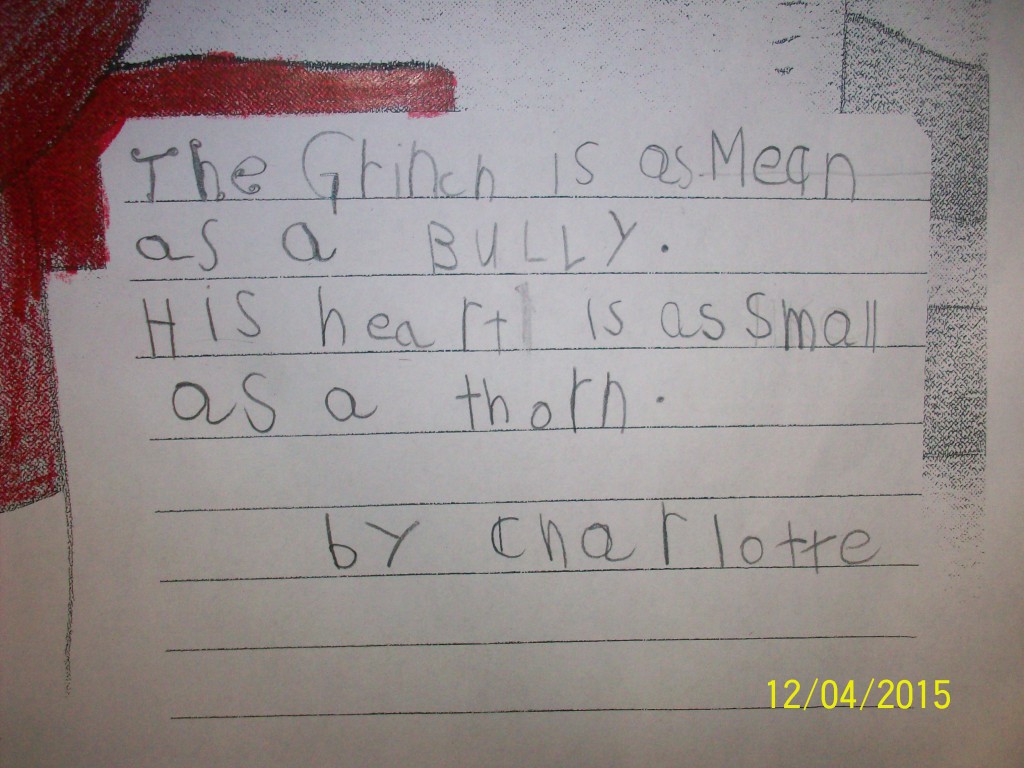 The Grinch is as Mean
as a BULLY.
His heart is as Small
as a thorn.
by Charlotte
12/04/2015